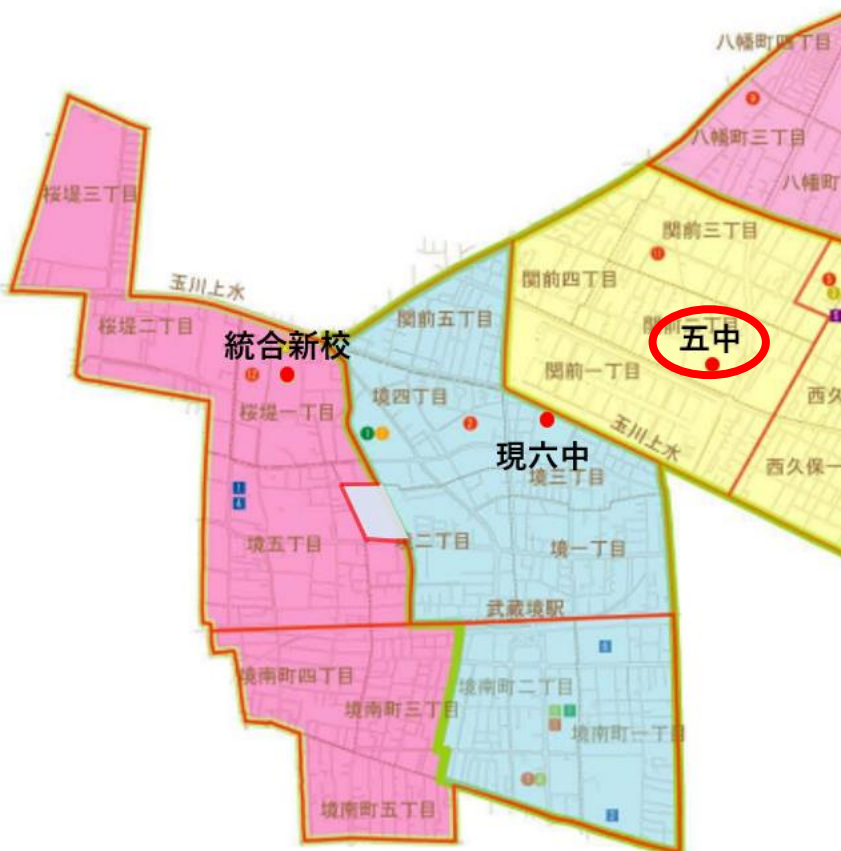 八幡町四丁目
八幡町三丁目
八幡町
桜堤三丁目
関前三丁目
玉川上水
関前四丁目
関前五丁目
桜堤二丁目
統合新校
五中
関前一丁目
境四丁目
桜堤一丁目
西久
玉川上水
現六中
西久保一
境三丁目
境五丁目
境二丁目
境一丁目
武蔵境駅
境南町四丁目
境南町二丁目
境南町三丁目
境南町一丁目
境南町五丁目